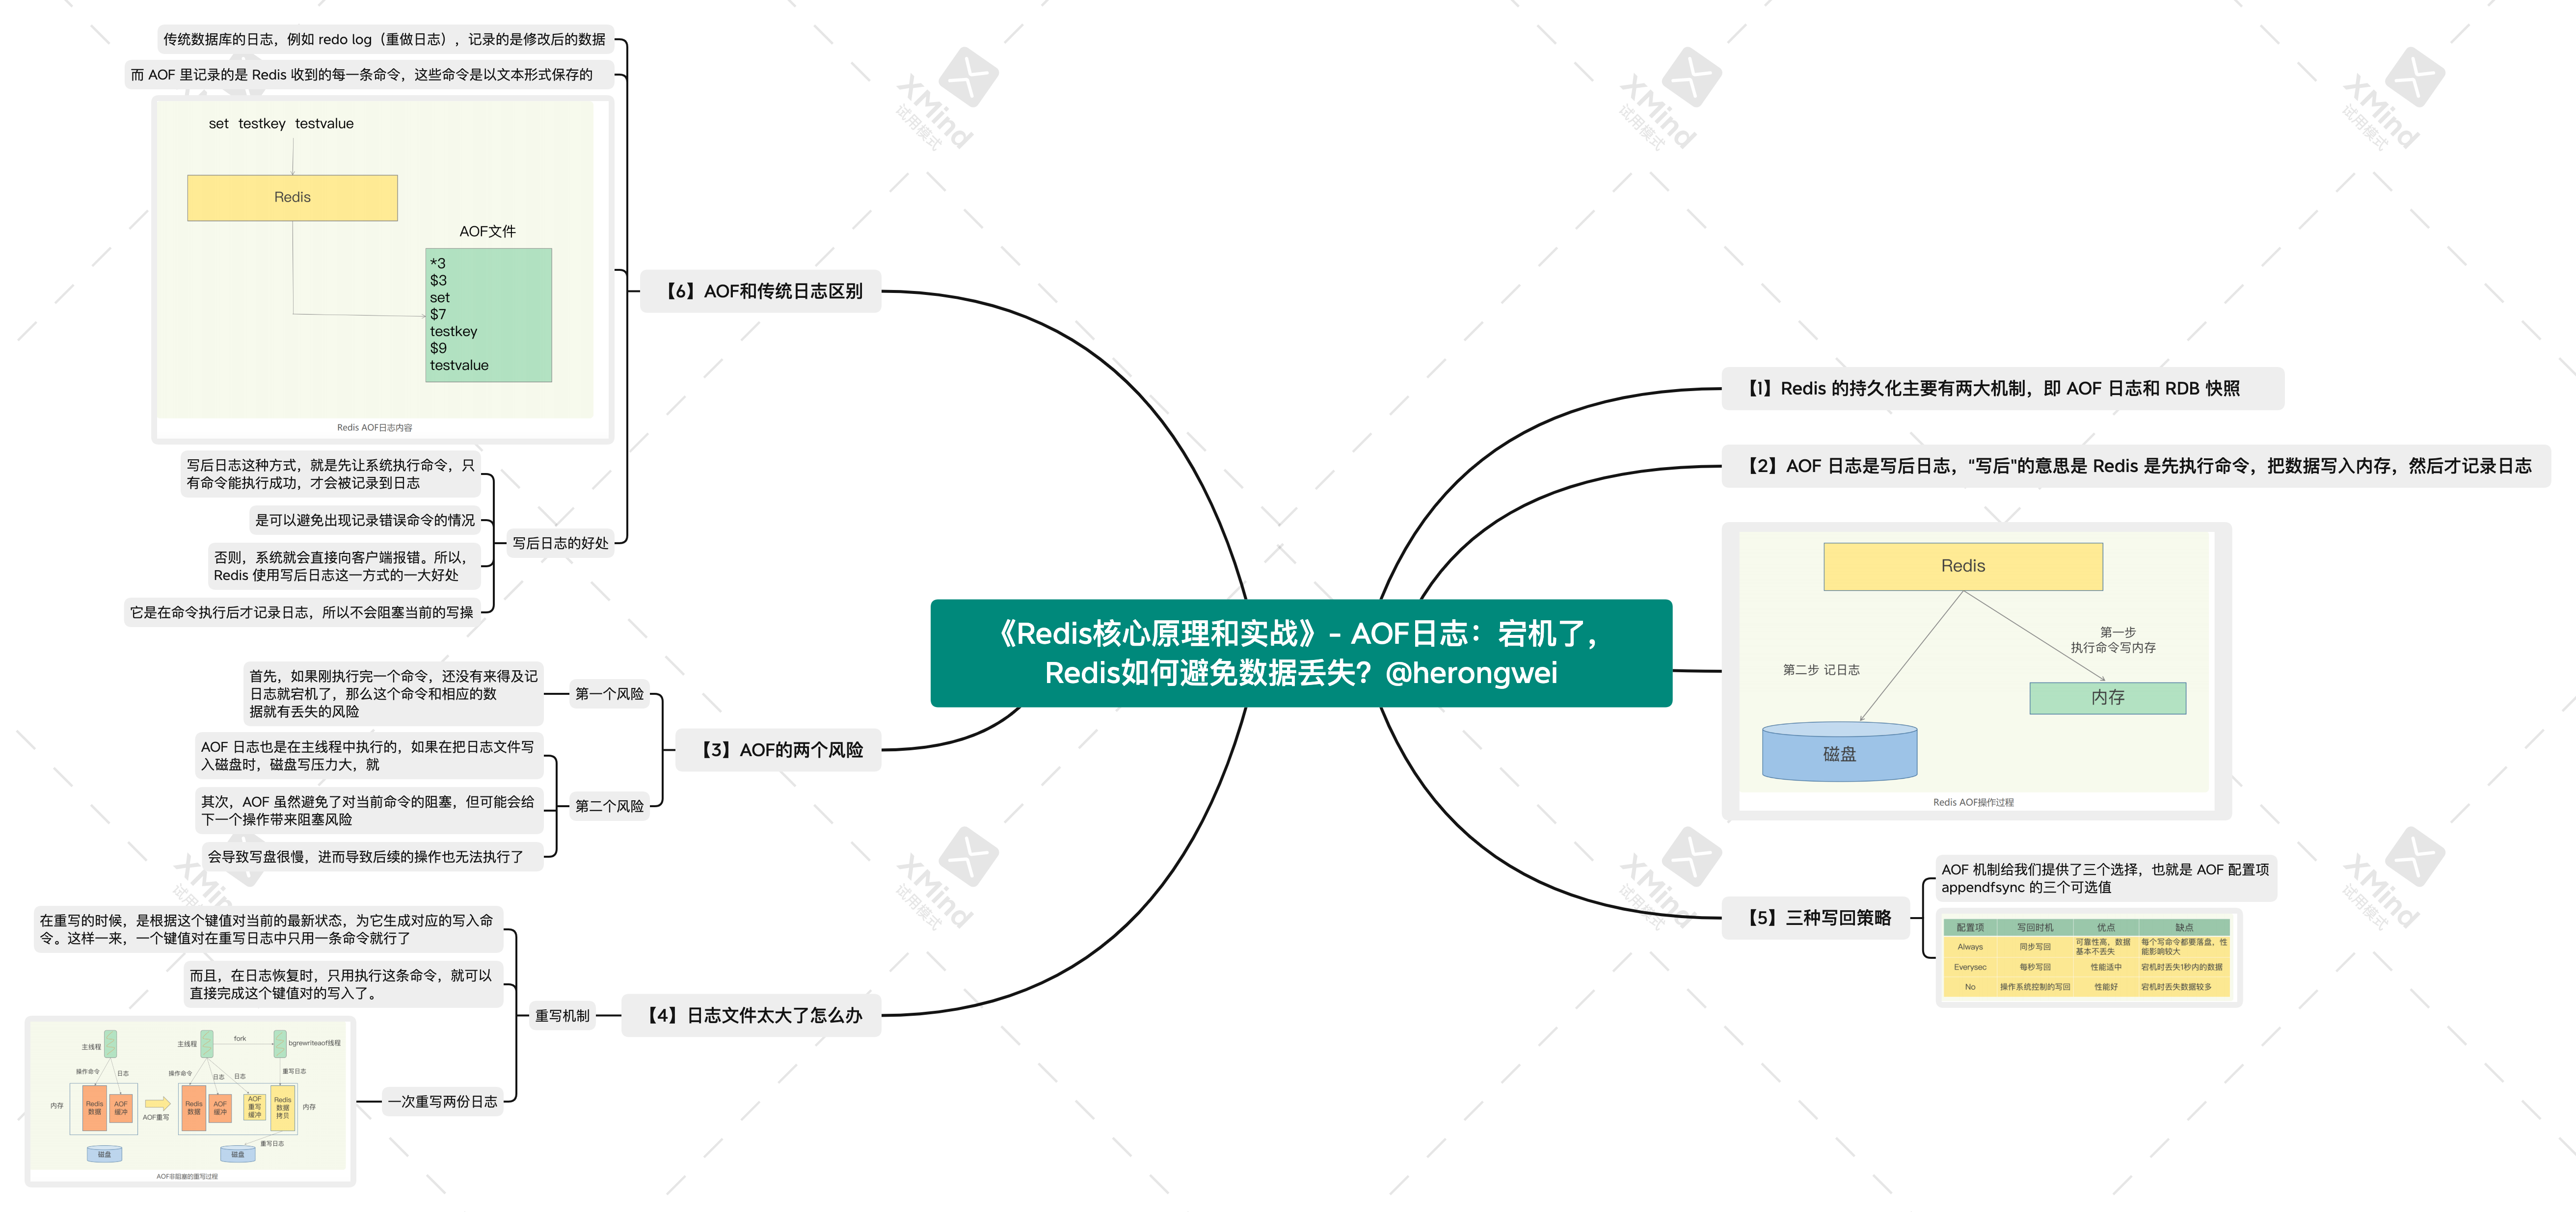 《Redis核心原理和实战》- AOF日志：宕机了，
Redis如何避免数据丢失？@herongwei
【1】Redis 的持久化主要有两大机制，即 AOF 日志和 RDB 快照
【2】AOF 日志是写后日志，“写后"的意思是 Redis 是先执行命令，把数据写入内存，然后才记录日志
Redis
第一步
执行命令写内存
第二步 记日志
内存
磁盘
Redis AOF操作过程
【5】三种写回策略
AOF 机制给我们提供了三个选择，也就是 AOF 配置项
appendfsync 的三个可选值
配置项 写回时机 优点 缺点
Always 同步写回 可靠性高，数据基本不丢失 每个写命令都要落盘，性能影响较大
Everysec 每秒写回 性能适中 宕机时丢失1秒内的数据
No 操作系统控制的写回 性能好 宕机时丢失数据较多
【6】AOF和传统日志区别
传统数据库的日志，例如 redo log（重做日志），记录的是修改后的数据
而 AOF 里记录的是 Redis 收到的每一条命令，这些命令是以文本形式保存的
set testkey testvalue
Redis
AOF文件
*3
$3
set
$7
testkey
$9
testvalue
Redis AOF日志内容
写后日志的好处
写后日志这种方式，就是先让系统执行命令，只
有命令能执行成功，才会被记录到日志
是可以避免出现记录错误命令的情况
否则，系统就会直接向客户端报错。所以，
Redis 使用写后日志这一方式的一大好处
它是在命令执行后才记录日志，所以不会阻塞当前的写操
【3】AOF的两个风险
第一个风险
首先，如果刚执行完一个命令，还没有来得及记
日志就宕机了，那么这个命令和相应的数
据就有丢失的风险
第二个风险
AOF 日志也是在主线程中执行的，如果在把日志文件写
入磁盘时，磁盘写压力大，就
其次，AOF 虽然避免了对当前命令的阻塞，但可能会给
下一个操作带来阻塞风险
会导致写盘很慢，进而导致后续的操作也无法执行了
【4】日志文件太大了怎么办
重写机制
在重写的时候，是根据这个键值对当前的最新状态，为它生成对应的写入命
令。这样一来，一个键值对在重写日志中只用一条命令就行了
而且，在日志恢复时，只用执行这条命令，就可以
直接完成这个键值对的写入了。
一次重写两份日志
主线程
操作命令
日志
内存
Redis
数据
AOF
缓冲
磁盘
AOF重写
主线程
fork
bgrewriteaof线程
操作命令
日志
日志
重写日志
Redis
数据
AOF
缓冲
AOF
重写
缓冲
Redis
数据
拷贝
内存
重写日志
磁盘
AOF非阻塞的重写过程
XMind
试用模式
XMind
试用模式
XMind
试用模式
XMind
试用模式
XMind
试用模式
XMind
试用模式
XMind
试用模式